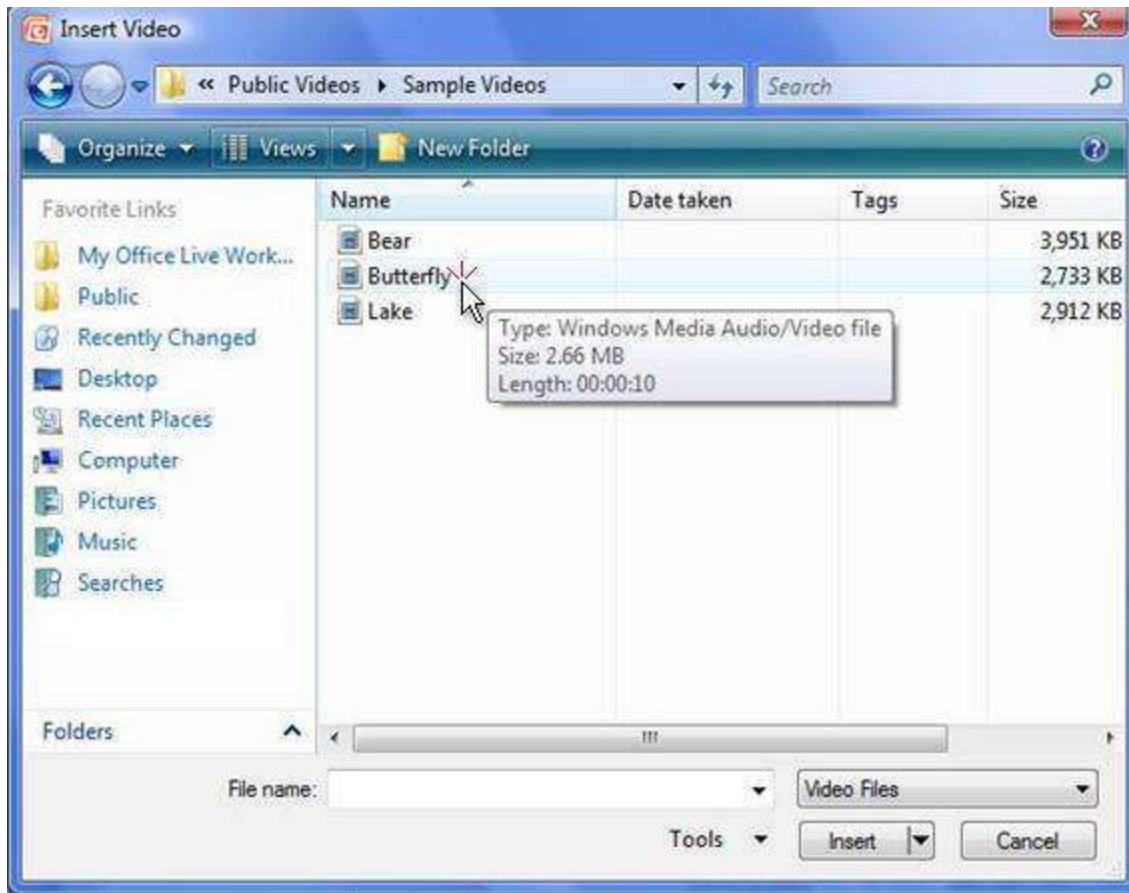 Insert Video
« Public Videos ▸ Sample Videos
Search
Organize
Views
New Folder
Favorite Links
My Office Live Work...
Public
Recently Changed
Desktop
Recent Places
Computer
Pictures
Music
Searches
Folders
Name Date taken Tags Size
Bear 3,951 KB
Butterfly 2,733 KB
Lake 2,912 KB
Type: Windows Media Audio/Video file
Size: 2.66 MB
Length: 00:00:10
File name:
Video Files
Tools
Insert
Cancel